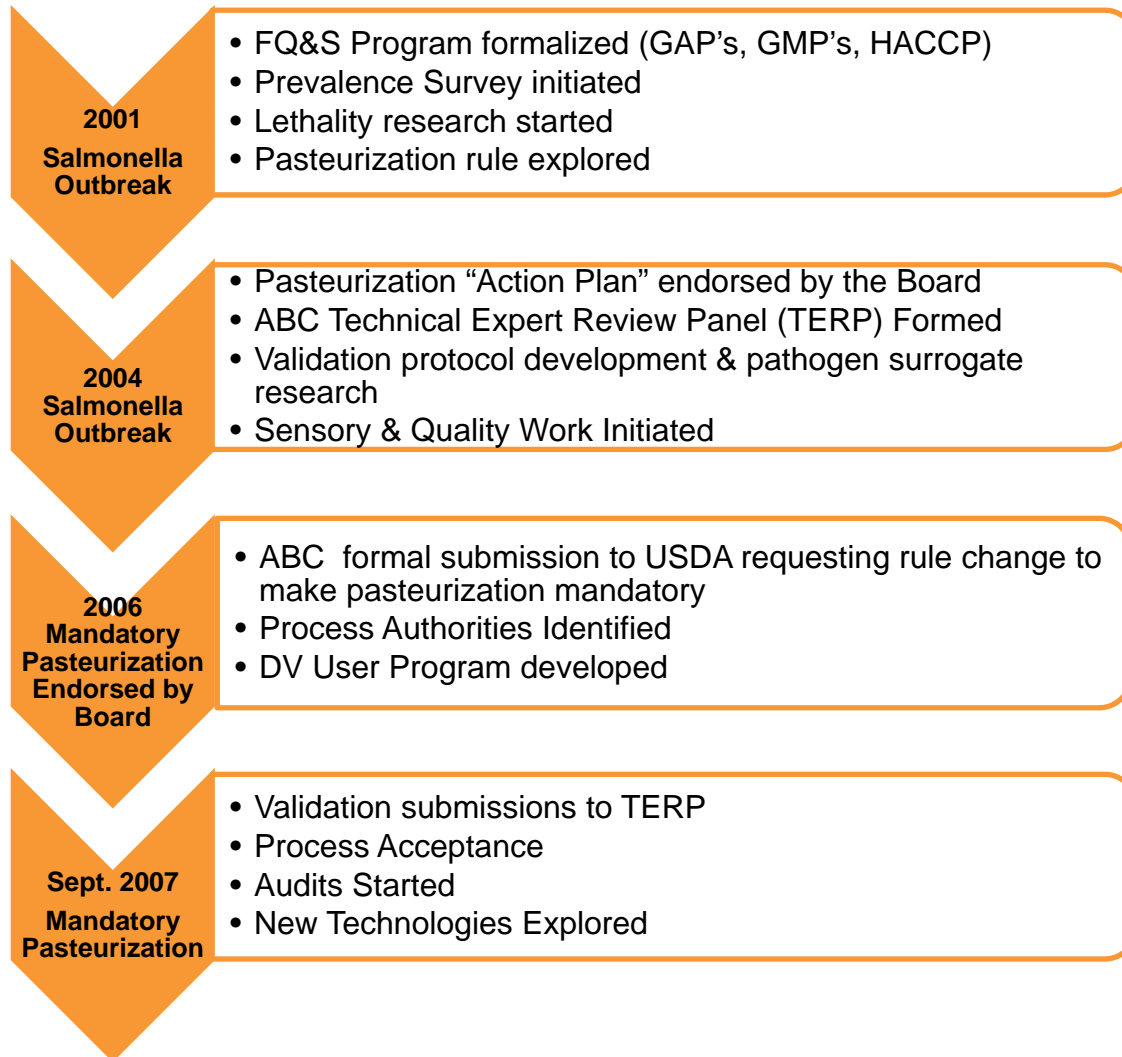 2001
Salmonella
Outbreak
• FQ&S Program formalized (GAP's, GMP's, HACCP)
• Prevalence Survey initiated
• Lethality research started
• Pasteurization rule explored
2004
Salmonella
Outbreak
• Pasteurization “Action Plan” endorsed by the Board
• ABC Technical Expert Review Panel (TERP) Formed
• Validation protocol development & pathogen surrogate
research
• Sensory & Quality Work Initiated
2006
Mandatory
Pasteurization
Endorsed by
Board
• ABC  formal submission to USDA requesting rule change to
make pasteurization mandatory
• Process Authorities Identified
• DV User Program developed
Sept. 2007
Mandatory
Pasteurization
• Validation submissions to TERP
• Process Acceptance
• Audits Started
• New Technologies Explored